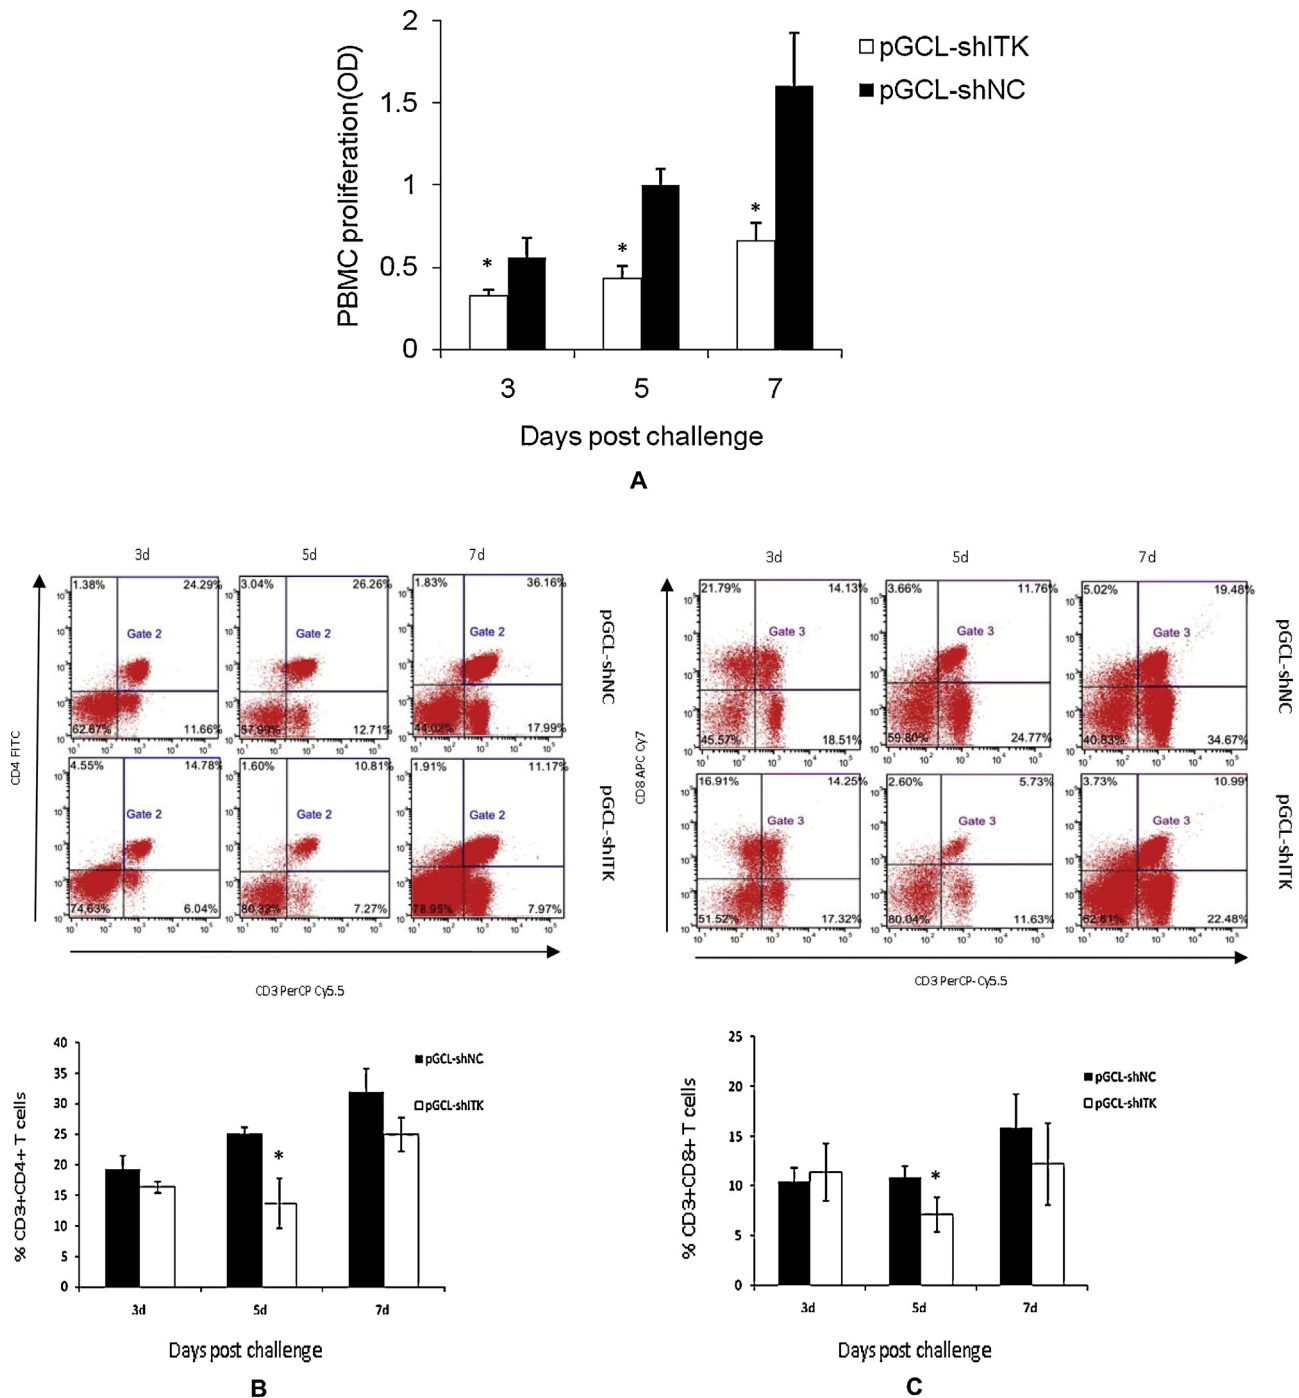 2
1.5
1
0.5
0
PBMC proliferation(OD)
pGCL-shITK
pGCL-shNC
*
*
*
3 5 7
Days post challenge
A
3d 5d 7d
1.38% 24.29% 3.04% 26.26% 1.83% 36.16%
Gate 2 Gate 2 Gate 2
62.67% 11.66% 57.99% 12.71% 44.02% 17.99%
pGCL-shNC
4.55% 14.78% 1.60% 10.81% 1.91% 11.17%
Gate 2 Gate 2 Gate 2
74.63% 6.04% 80.32% 7.27% 78.95% 7.97%
pGCL-shITK
CD4 FITC
CD3 PerCP Cy5.5
3d 5d 7d
21.79% 14.13% 3.66% 11.76% 5.02% 19.48%
Gate 3 Gate 3 Gate 3
45.57% 18.51% 59.80% 24.77% 40.83% 34.67%
pGCL-shNC
16.91% 14.25% 2.60% 5.73% 3.73% 10.99%
Gate 3 Gate 3 Gate 3
51.52% 17.32% 80.04% 11.63% 62.81% 22.48%
pGCL-shITK
CD8 APC Cy7
CD3 PerCP-Cy5.5
40
35
30
25
20
15
10
5
0
% CD3+CD4+ T cells
pGCL-shNC
pGCL-shITK
*
3d 5d 7d
Days post challenge
B
25
20
15
10
5
0
% CD3+CD8+ T cells
pGCL-shNC
pGCL-shITK
*
3d 5d 7d
Days post challenge
C